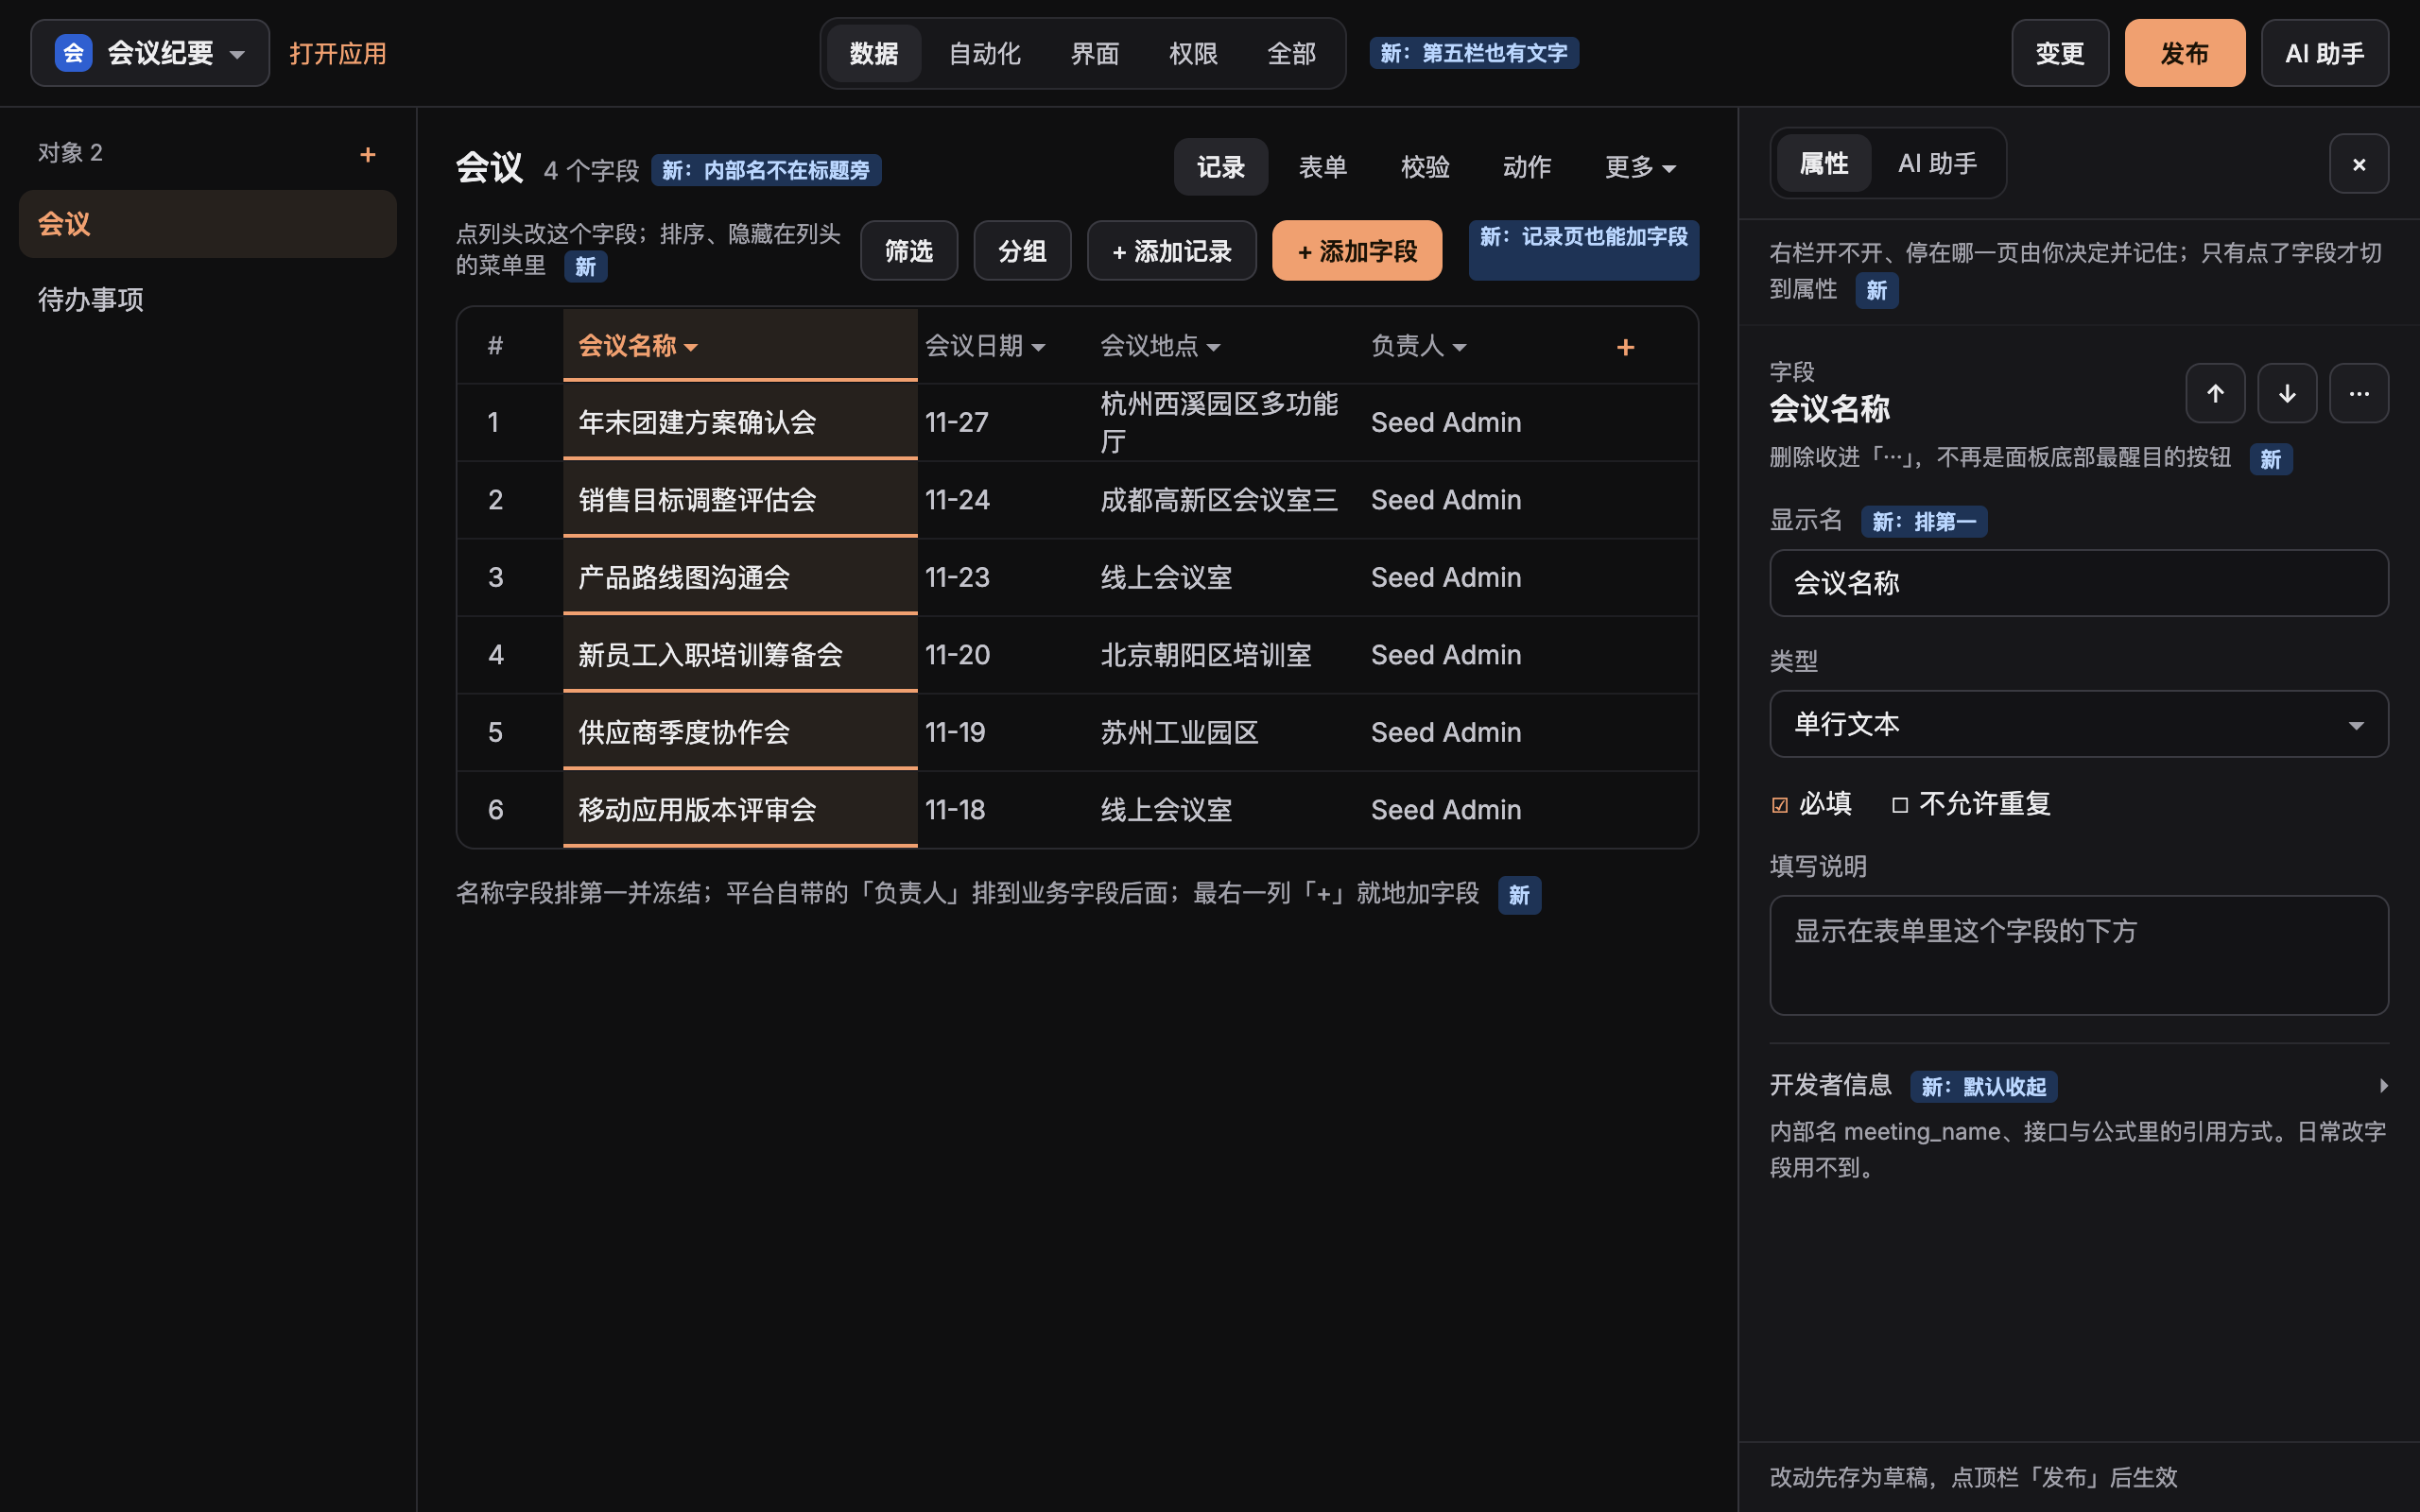 会 会议纪要 打开应用
数据 自动化 界面 权限 全部 新：第五栏也有文字
变更 发布 AI 助手
对象 2 +
会议
待办事项
会议 4 个字段 新：内部名不在标题旁
记录 表单 校验 动作 更多
点列头改这个字段；排序、隐藏在列头
的菜单里 新
筛选 分组 + 添加记录 + 添加字段 新：记录页也能加字段
# 会议名称 会议日期 会议地点 负责人 +
1 年末团建方案确认会 11-27 杭州西溪园区多功能
厅 Seed Admin
2 销售目标调整评估会 11-24 成都高新区会议室三 Seed Admin
3 产品路线图沟通会 11-23 线上会议室 Seed Admin
4 新员工入职培训筹备会 11-20 北京朝阳区培训室 Seed Admin
5 供应商季度协作会 11-19 苏州工业园区 Seed Admin
6 移动应用版本评审会 11-18 线上会议室 Seed Admin
名称字段排第一并冻结；平台自带的「负责人」排到业务字段后面；最右一列「+」就地加字段 新
属性 AI 助手 ×
右栏开不开、停在哪一页由你决定并记住；只有点了字段才切
到属性 新
字段
会议名称 ↑ ↓ ···
删除收进「···」，不再是面板底部最醒目的按钮 新
显示名 新：排第一
会议名称
类型
单行文本
☑ 必填 ☐ 不允许重复
填写说明
显示在表单里这个字段的下方
开发者信息 新：默认收起
内部名 meeting_name、接口与公式里的引用方式。日常改字
段用不到。
改动先存为草稿，点顶栏「发布」后生效